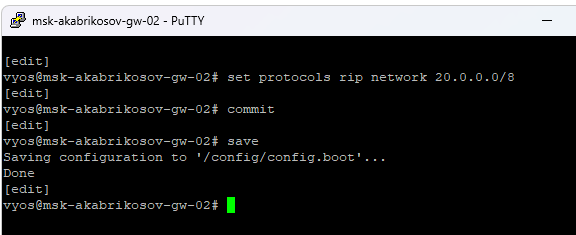 msk-akabrikosov-gw-02 - PuTTY
[edit]
vyos@msk-akabrikosov-gw-02# set protocols rip network 20.0.0.0/8
[edit]
vyos@msk-akabrikosov-gw-02# commit
[edit]
vyos@msk-akabrikosov-gw-02# save
Saving configuration to '/config/config.boot'...
Done
[edit]
vyos@msk-akabrikosov-gw-02#